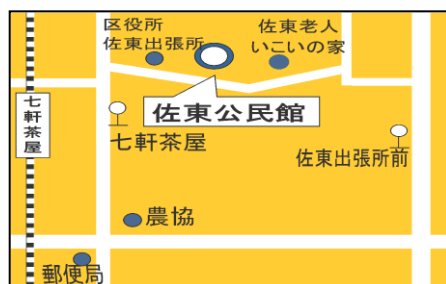 区役所
佐東出張所
佐東老人
いこいの家
七軒茶屋
佐東公民館
七軒茶屋
佐東出張所前
農協
郵便局